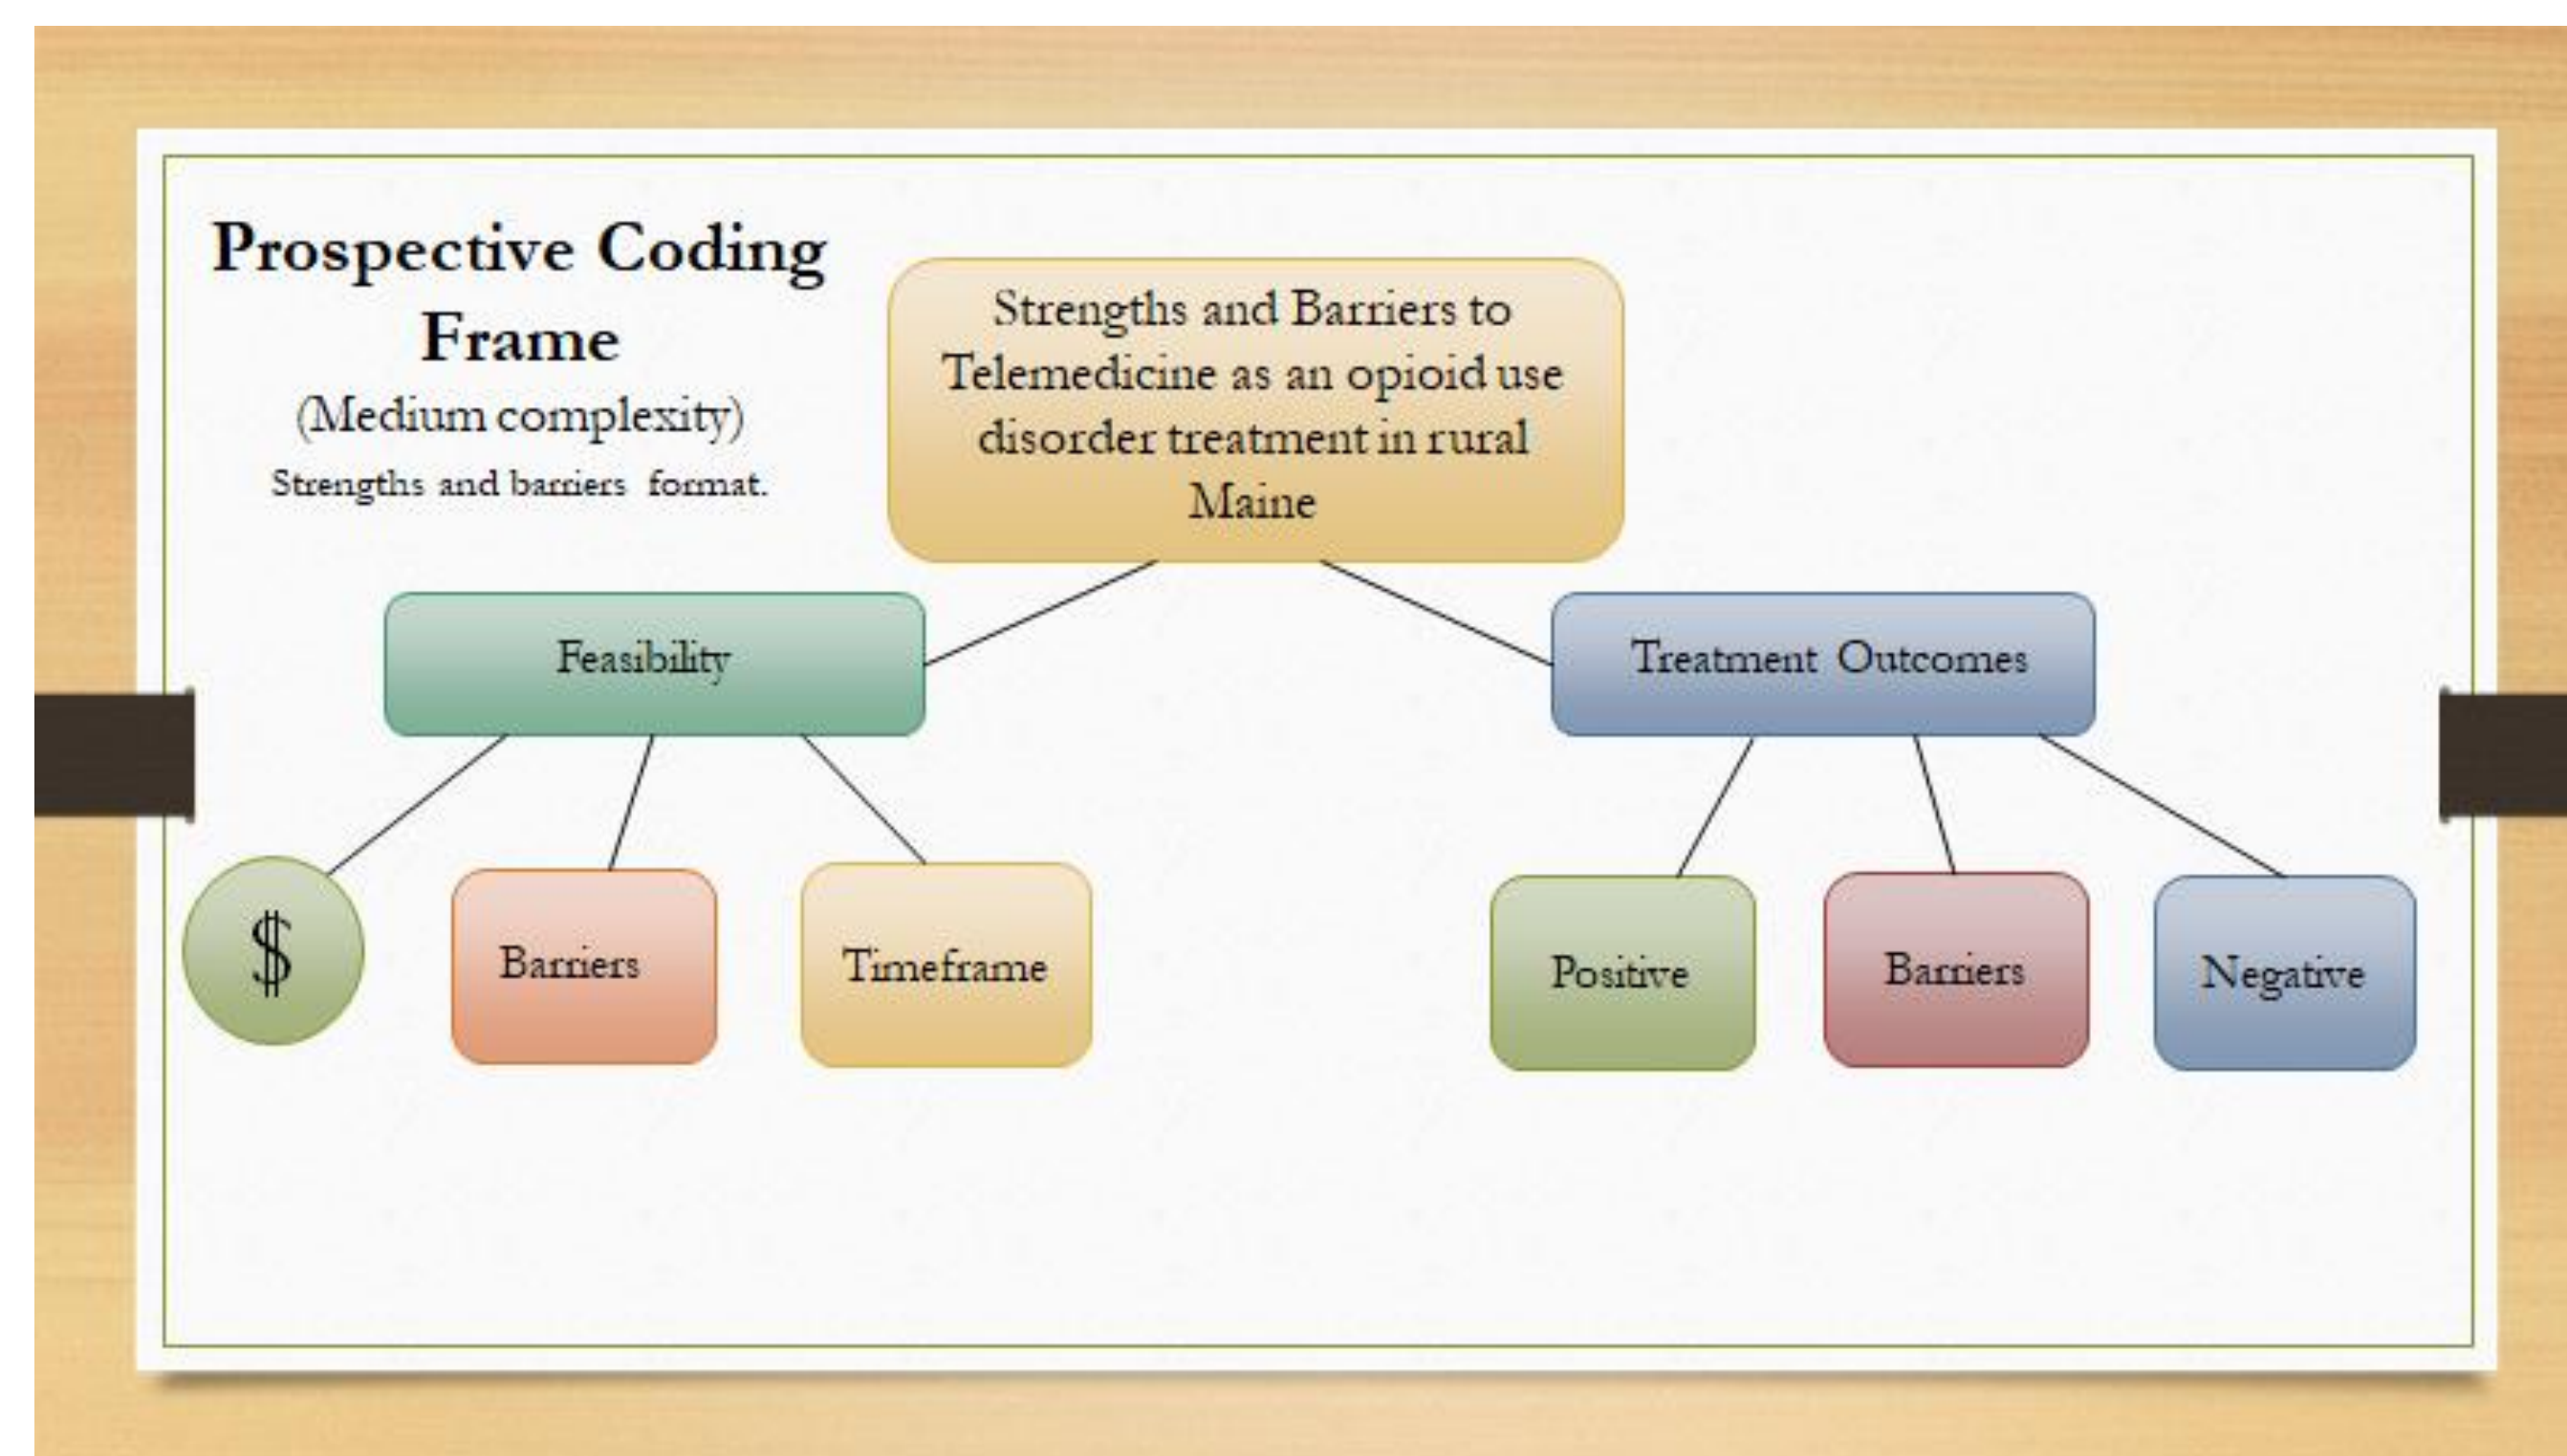 Prospective Coding
Frame
(Medium complexity)
Strengths and barriers format.
Strengths and Barriers to
Telemedicine as an opioid use
disorder treatment in rural
Maine
Feasibility
Treatment Outcomes
$
Barriers
Timeframe
Positive
Barriers
Negative